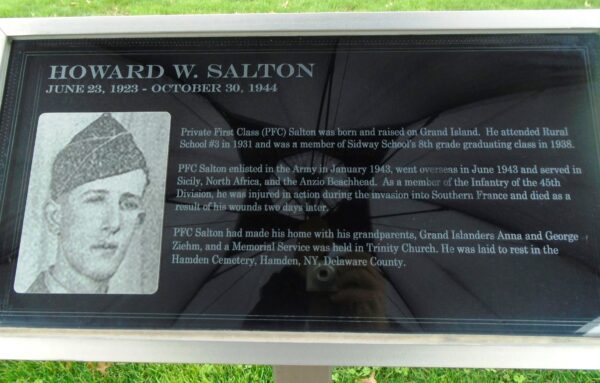 HOWARD W. SALTON
JUNE 23, 1923 - OCTOBER 30, 1944
Private First Class (PFC) Salton was born and raised on Grand Island. He attended Rural
School #3 in 1931 and was a member of Sidway School's 8th grade graduating class in 1938.
PFC Salton enlisted in the Army in January 1943, went overseas in June 1943 and served in
Sicily, North Africa, and the Anzio Beachhead. As a member of the Infantry of the 45th
Division, he was injured in action during the invasion into Southern France and died as a
result of his wounds two days later.
PFC Salton had made his home with his grandparents, Grand Islanders Anna and George
Ziehm, and a Memorial Service was held in Trinity Church. He was laid to rest in the
Hamden Cemetery, Hamden, NY, Delaware County.